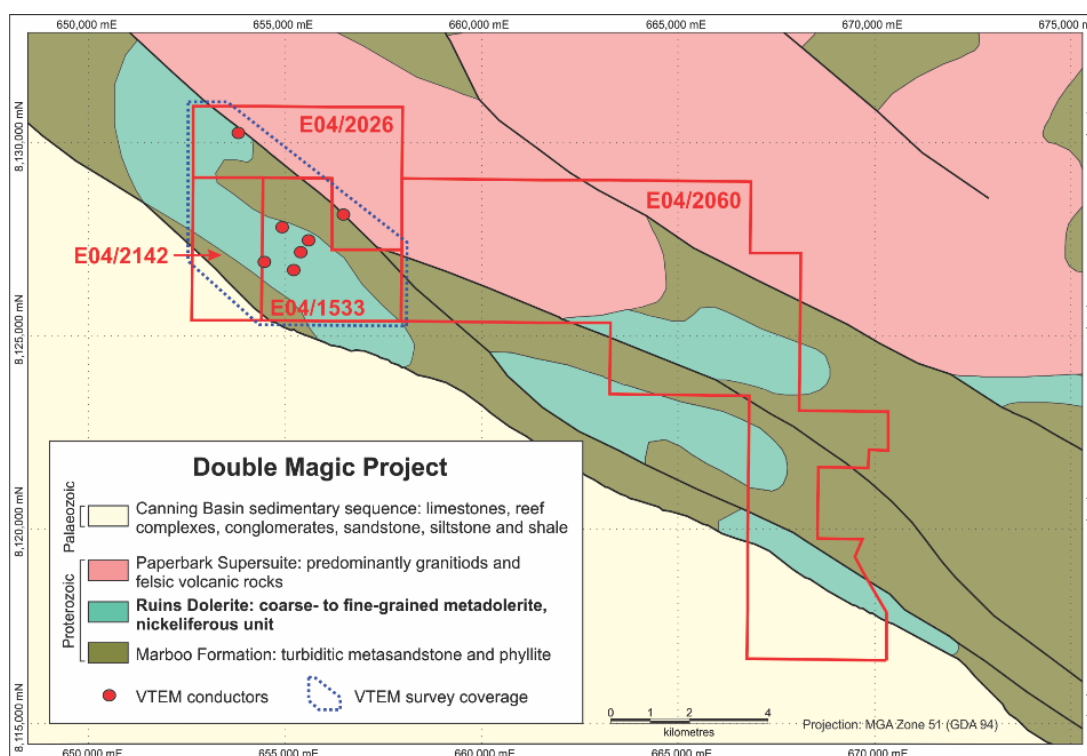 650,000 mE
655,000 mE
660,000 mE
665,000 mE
670,000 mE
675,000 m
8,130,000 mN
E04/2026
E04/2060
E04/2142
E04/1533
8,125,000 mN
Double Magic Project
Palaeozoic
Canning Basin sedimentary sequence: limestones, reef
complexes, conglomerates, sandstone, siltstone and shale
8,120,000 mN
Proterozoic
Paperbark Supersuite: predominantly granitiods and
felsic volcanic rocks
Ruins Dolerite: coarse- to fine-grained metadolerite,
nickeliferous unit
Marboo Formation: turbiditic metasandstone and phyllite
VTEM conductors
VTEM survey coverage
0 1 2 4
kilometres
Projection: MGA Zone 51 (GDA 94)
8,115,000 mN
650,000 mE
655,000 mE
660,000 mE
665,000 mE
670,000 mE